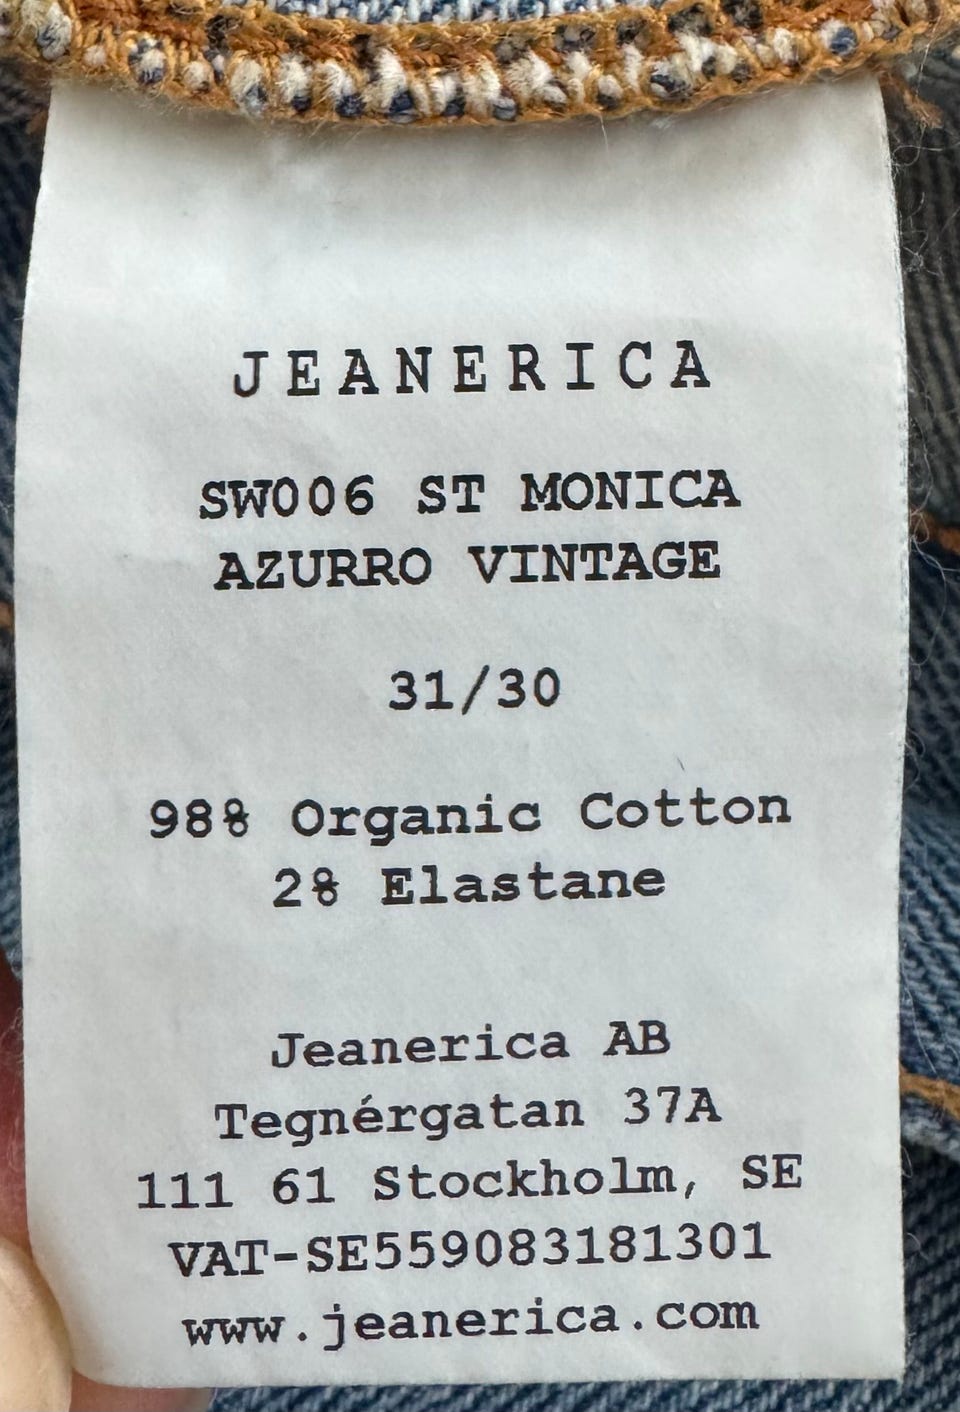 JEANERICA
SW006 ST MONICA
AZURRO VINTAGE
31/30
98% Organic Cotton
2% Elastane
Jeanerica AB
Tegnérgatan 37A
111 61 Stockholm, SE
VAT-SE559083181301
www.jeanerica.com